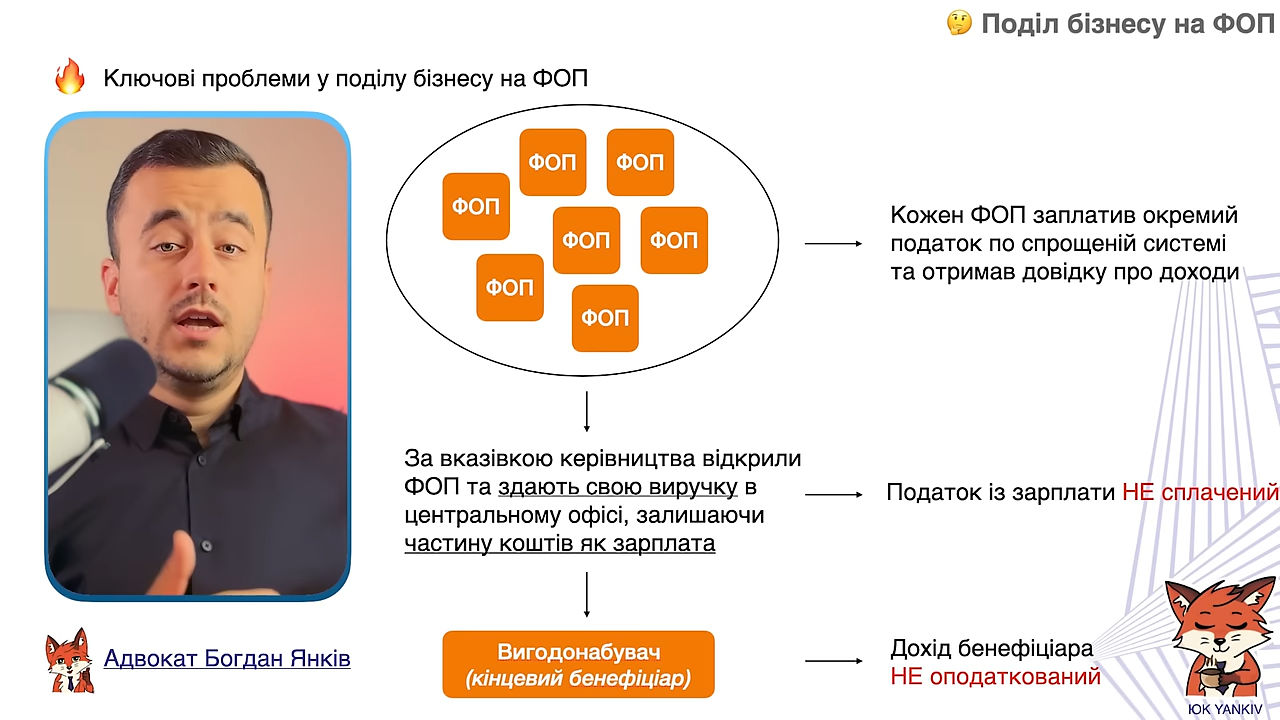 Поділ бізнесу на ФОП
Ключові проблеми у поділу бізнесу на ФОП
ФОП
ФОП
ФОП
ФОП
ФОП
ФОП
ФОП
Кожен ФОП заплатив окремий
податок по спрощеній системі
та отримав довідку про доходи
За вказівкою керівництва відкрили
ФОП та здають свою виручку в
центральному офісі, залишаючи
частину коштів як зарплата
Податок із зарплати НЕ сплачений
Вигодонабувач
(кінцевий бенефіціар)
Дохід бенефіціара
НЕ оподаткований
Адвокат Богдан Янків
ЮК YANKIV